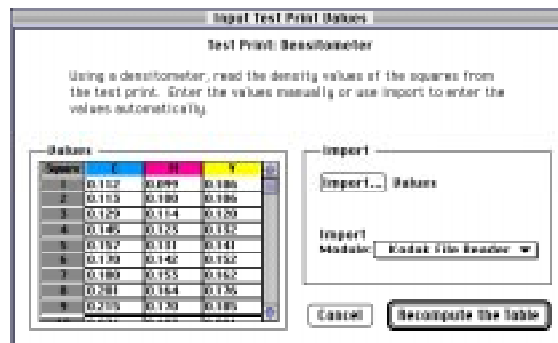 Input Test Print Values
Test Print: Densitometer
Using a densitometer, read the density values of the squares from
the test print. Enter the values manually or use Import to enter the
values automatically.
Values
Square C M Y
1 0.112 0.099 0.106
2 0.113 0.100 0.106
3 0.129 0.114 0.120
4 0.145 0.123 0.132
5 0.157 0.131 0.141
6 0.170 0.142 0.152
7 0.180 0.153 0.162
8 0.201 0.164 0.176
9 0.215 0.170 0.185
Import
Import... Values
Import
Module: Kodak File Reader
Cancel
Recompute the Table